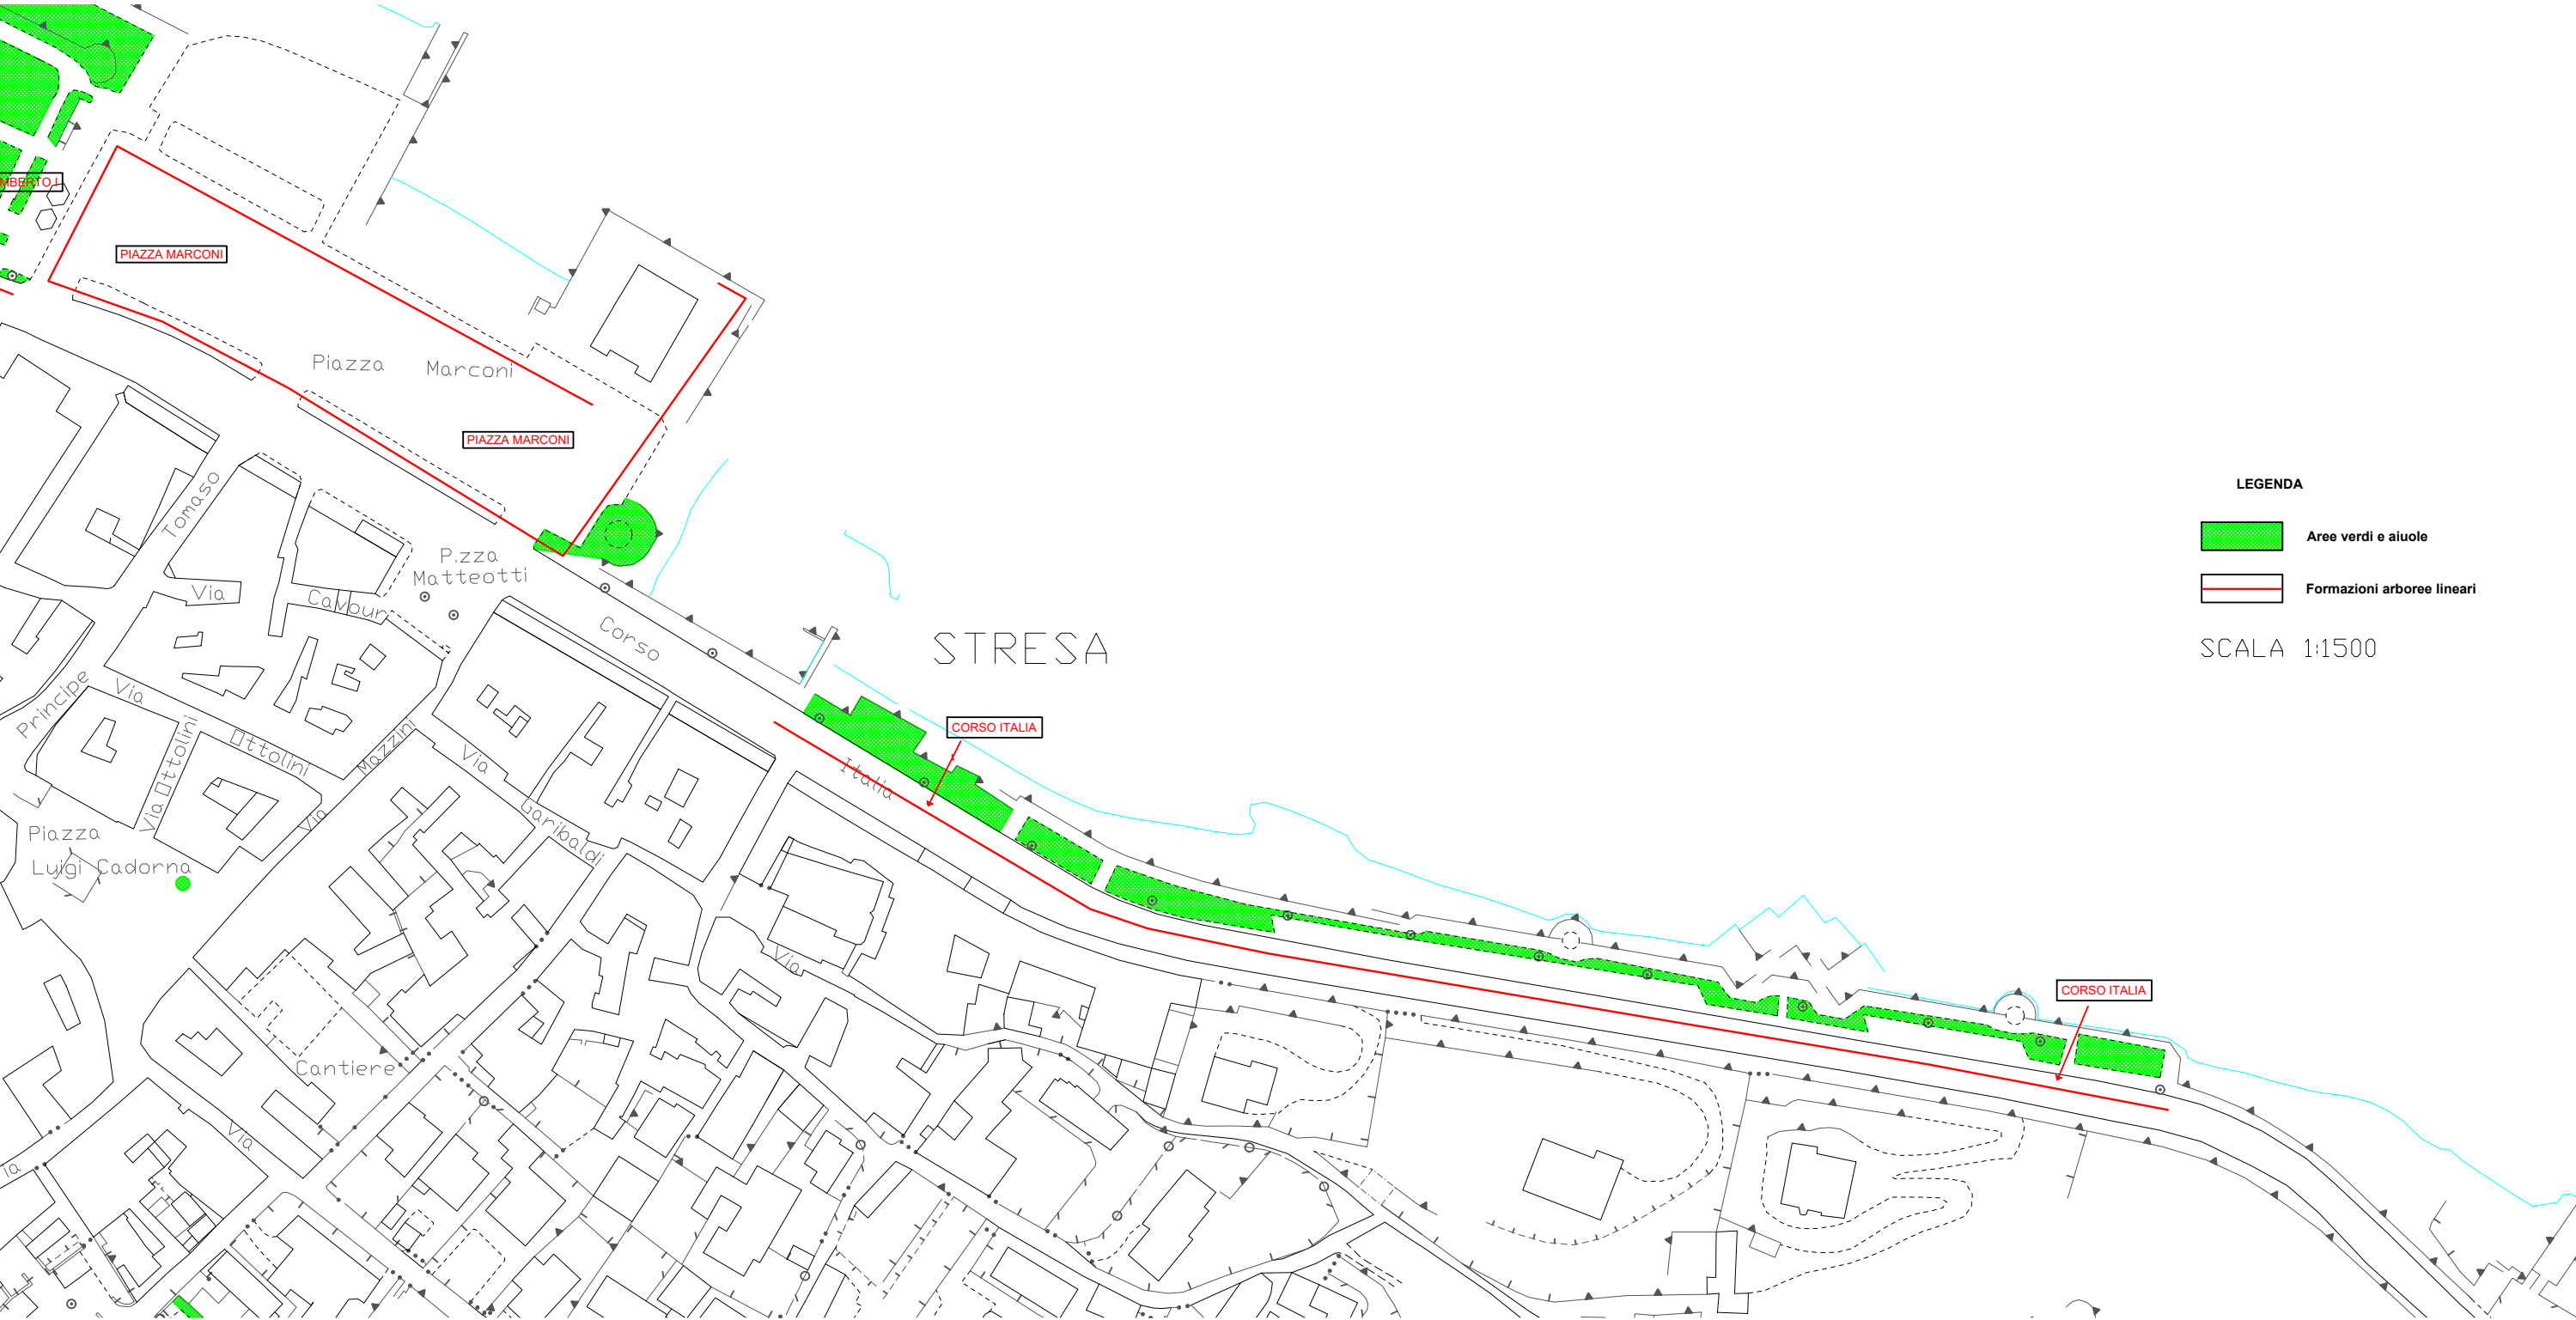 MBERTO I
PIAZZA MARCONI
Piazza Marconi
PIAZZA MARCONI
LEGENDA
Aree verdi e aiuole
Formazioni arboree lineari
SCALA 1:1500
Tomaso
P.zza
Matteotti
Via Cavour
Corso
STRESA
Principe
Via
Ottolini
Via Ottolini
Mazzini
Via
Via
Garibaldi
CORSO ITALIA
Italia
Piazza
Luigi Cadorna
Via
CORSO ITALIA
Cantiere
Via
ia